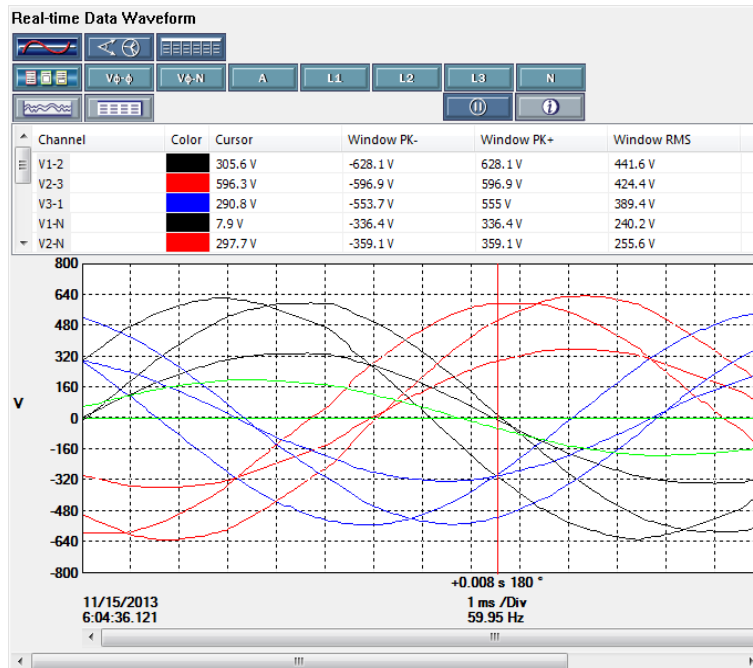 Real-time Data Waveform
Vϕ-ϕ Vϕ-N A L1 L2 L3 N
Channel Color Cursor Window PK- Window PK+ Window RMS
V1-2 305.6 V -628.1 V 628.1 V 441.6 V
V2-3 596.3 V -596.9 V 596.9 V 424.4 V
V3-1 290.8 V -553.7 V 555 V 389.4 V
V1-N 7.9 V -336.4 V 336.4 V 240.2 V
V2-N 297.7 V -359.1 V 359.1 V 255.6 V
800
640
480
320
160
V
0
-160
-320
-480
-640
-800
+0.008 s 180 °
11/15/2013 1 ms /Div
6:04:36.121 59.95 Hz